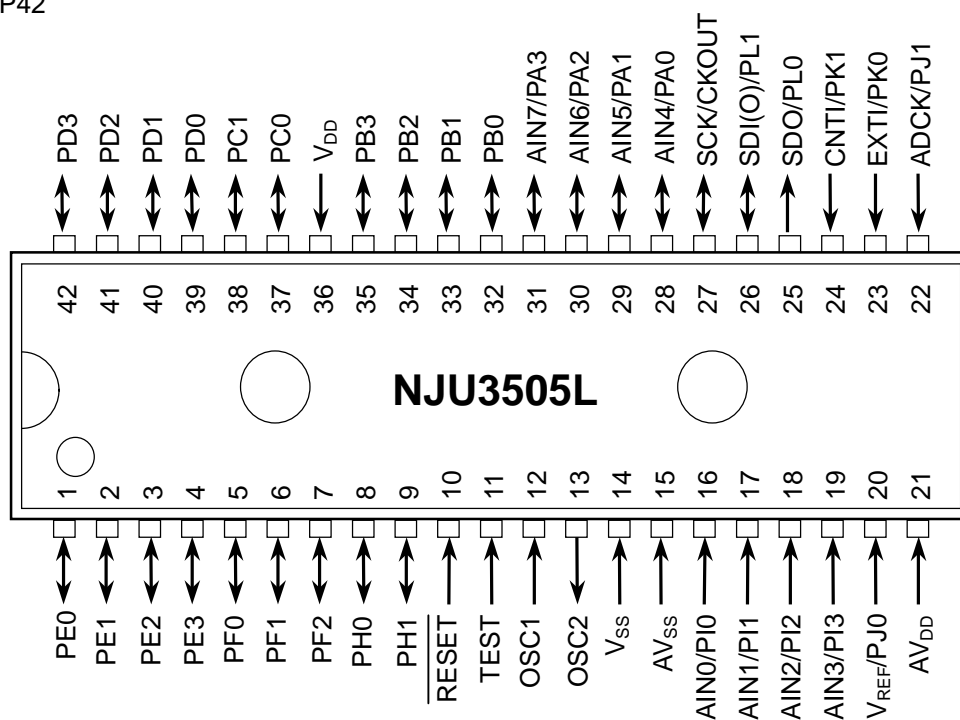 P42
PD3
PD2
PD1
PD0
PC1
PC0
VDD
PB3
PB2
PB1
PB0
AIN7/PA3
AIN6/PA2
AIN5/PA1
AIN4/PA0
SCK/CKOUT
SDI(O)/PL1
SDO/PL0
CNTI/PK1
EXTI/PK0
ADCK/PJ1
42
41
40
39
38
37
36
35
34
33
32
31
30
29
28
27
26
25
24
23
22
NJU3505L
1
2
3
4
5
6
7
8
9
10
11
12
13
14
15
16
17
18
19
20
21
PE0
PE1
PE2
PE3
PF0
PF1
PF2
PH0
PH1
RESET
TEST
OSC1
OSC2
VSS
AVSS
AIN0/PI0
AIN1/PI1
AIN2/PI2
AIN3/PI3
VREF/PJ0
AVDD